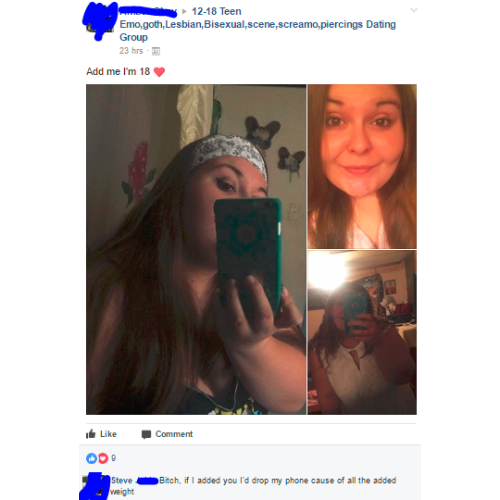 12-18 Teen
Emo,goth,Lesbian,Bisexual,scene,screamo,piercings Dating
Group
23 hrs ·
Add me I'm 18
Like Comment
9
Steve Bitch, if I added you I'd drop my phone cause of all the added
weight